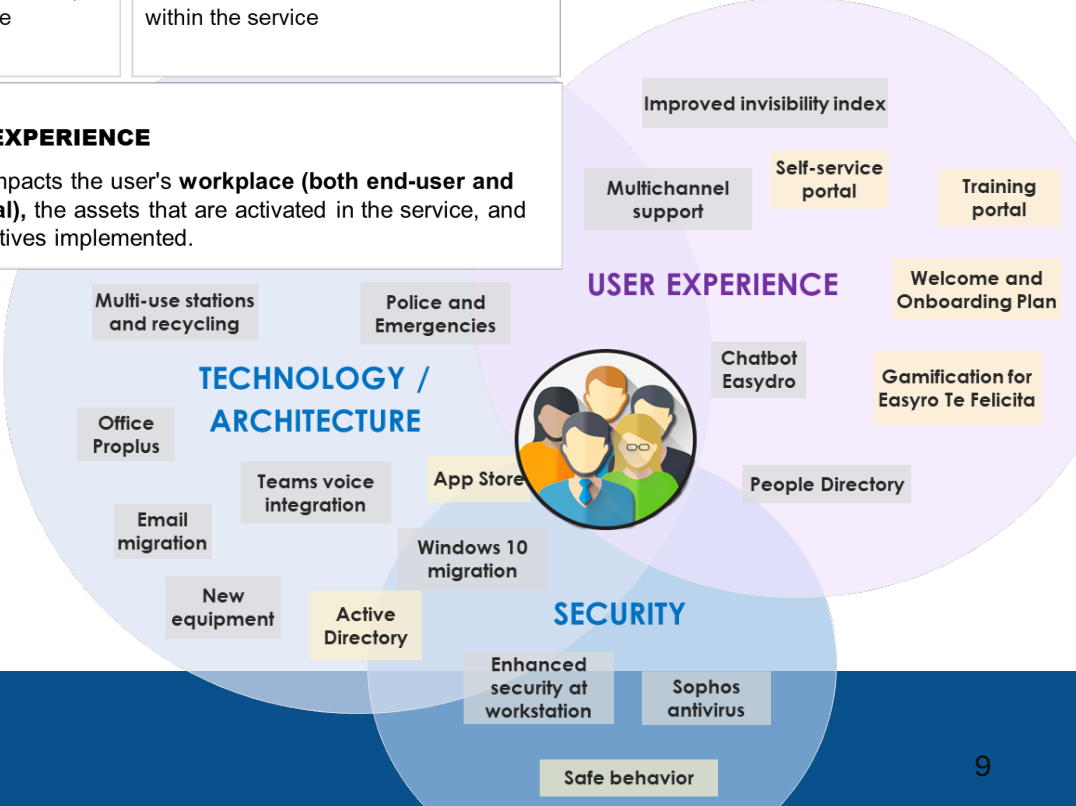 within the service
EXPERIENCE
the user's workplace (both end-user and
the assets that are activated in the service, and
implemented.
Improved invisibility index
Multichannel
support
Self-service
portal
Training
portal
USER EXPERIENCE
Welcome and
Onboarding Plan
Multi-use stations
and recycling
Police and
Emergencies
Chatbot
Easydro
TECHNOLOGY /
ARCHITECTURE
Gamification for
Easyro Te Felicita
Office
Proplus
Teams voice
integration
App Store
People Directory
Email
migration
Windows 10
migration
New
equipment
Active
Directory
SECURITY
Enhanced
security at
workstation
Sophos
antivirus
Safe behavior
9